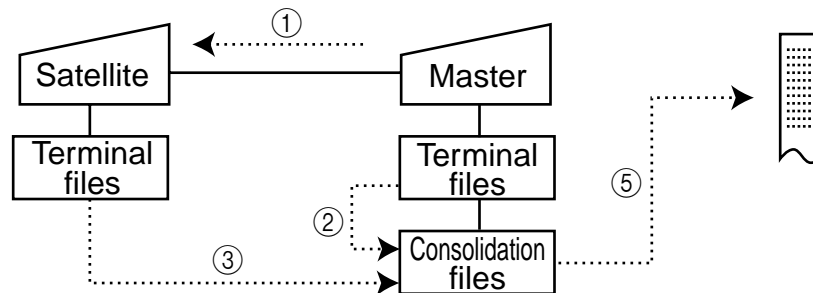 ①
Satellite
Master
Terminal
files
Terminal
files
⑤
②
Consolidation
files
③